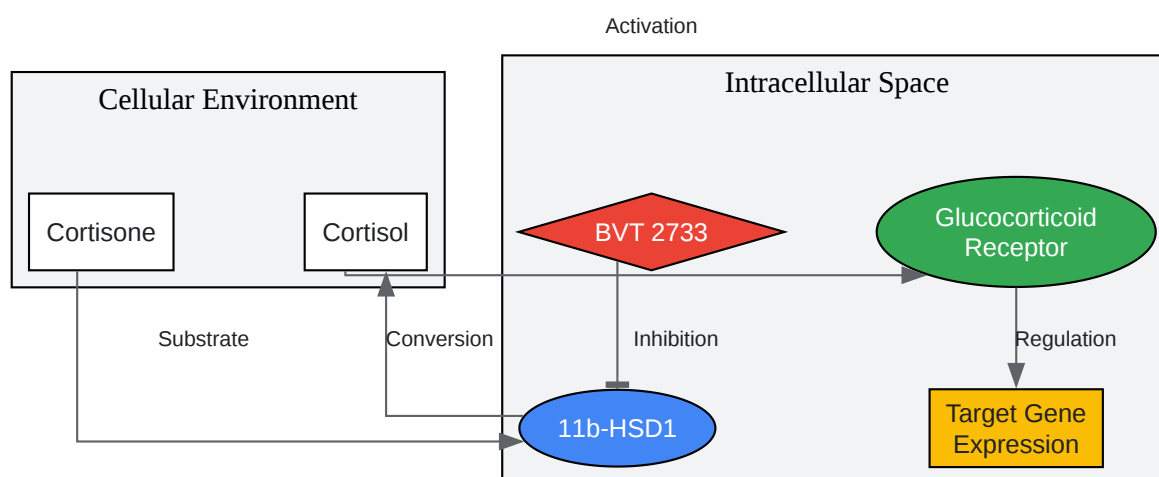 Activation
Cellular Environment
Intracellular Space
Cortisone
Cortisol
BVT 2733
Glucocorticoid
Receptor
Substrate
Conversion
Inhibition
Regulation
11b-HSD1
Target Gene
Expression